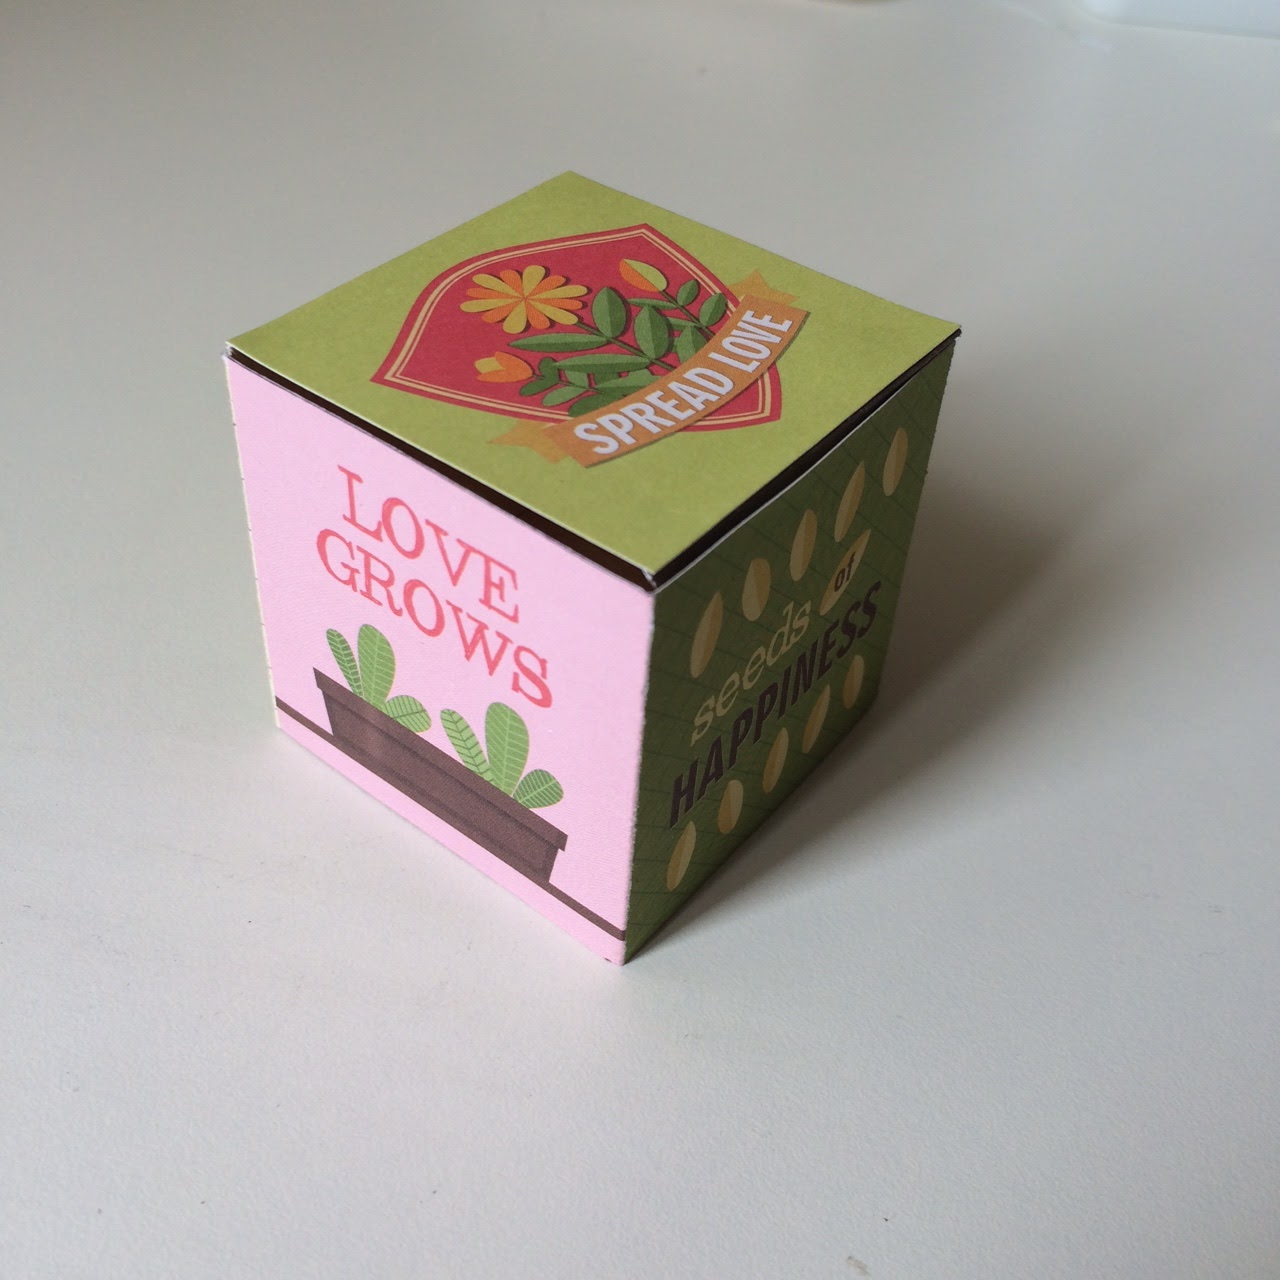 SPREAD LOVE
LOVE
GROWS
seeds of
HAPPINESS